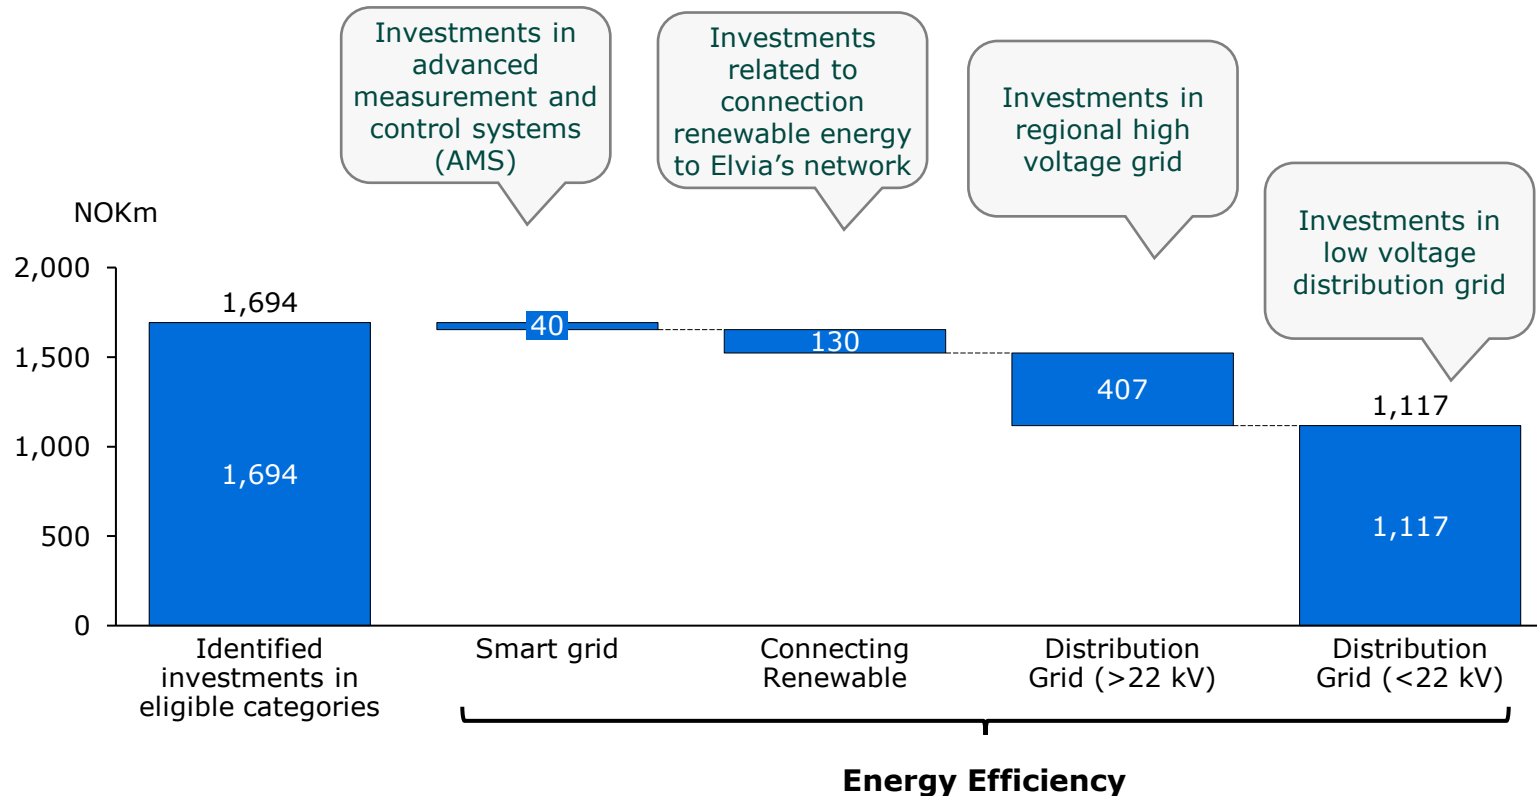 Investments in
advanced
measurement and
control systems
(AMS)
Investments
related to
connection
renewable energy
to Elvia's network
Investments in
regional high
voltage grid
Investments in
low voltage
distribution grid
NOKm
2,000
1,500
1,000
500
0
1,694
1,694
40
130
407
1,117
1,117
Identified
investments in
eligible categories
Smart grid
Connecting
Renewable
Distribution
Grid (>22 kV)
Distribution
Grid (<22 kV)
Energy Efficiency